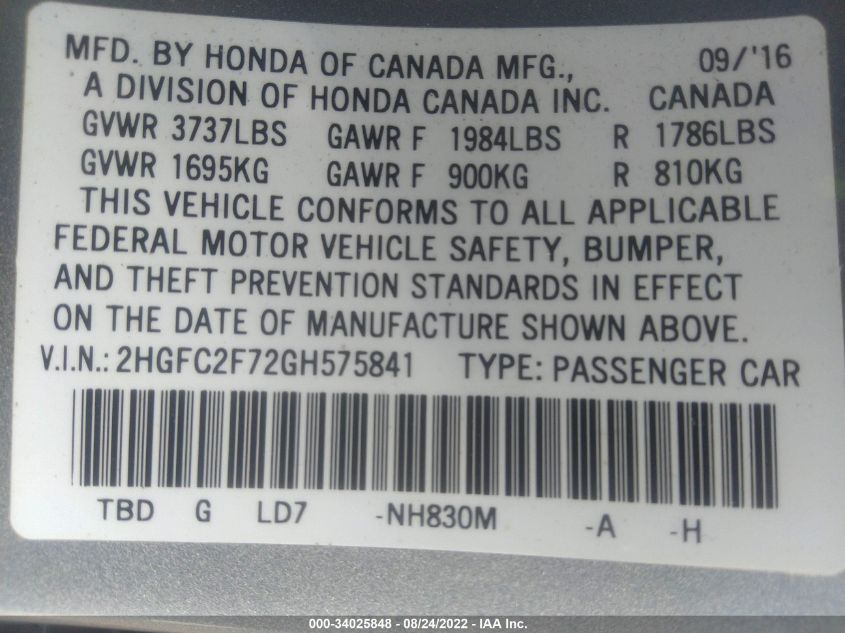 MFD. BY HONDA OF CANADA MFG., 09/'16
A DIVISION OF HONDA CANADA INC. CANADA
GVWR 3737LBS GAWR F 1984LBS R 1786LBS
GVWR 1695KG GAWR F 900KG R 810KG
THIS VEHICLE CONFORMS TO ALL APPLICABLE
FEDERAL MOTOR VEHICLE SAFETY, BUMPER,
AND THEFT PREVENTION STANDARDS IN EFFECT
ON THE DATE OF MANUFACTURE SHOWN ABOVE.
V.I.N.: 2HGFC2F72GH575841 TYPE: PASSENGER CAR
TBD G LD7 -NH830M -A -H
000-34025848 - 08/24/2022 - IAA Inc.